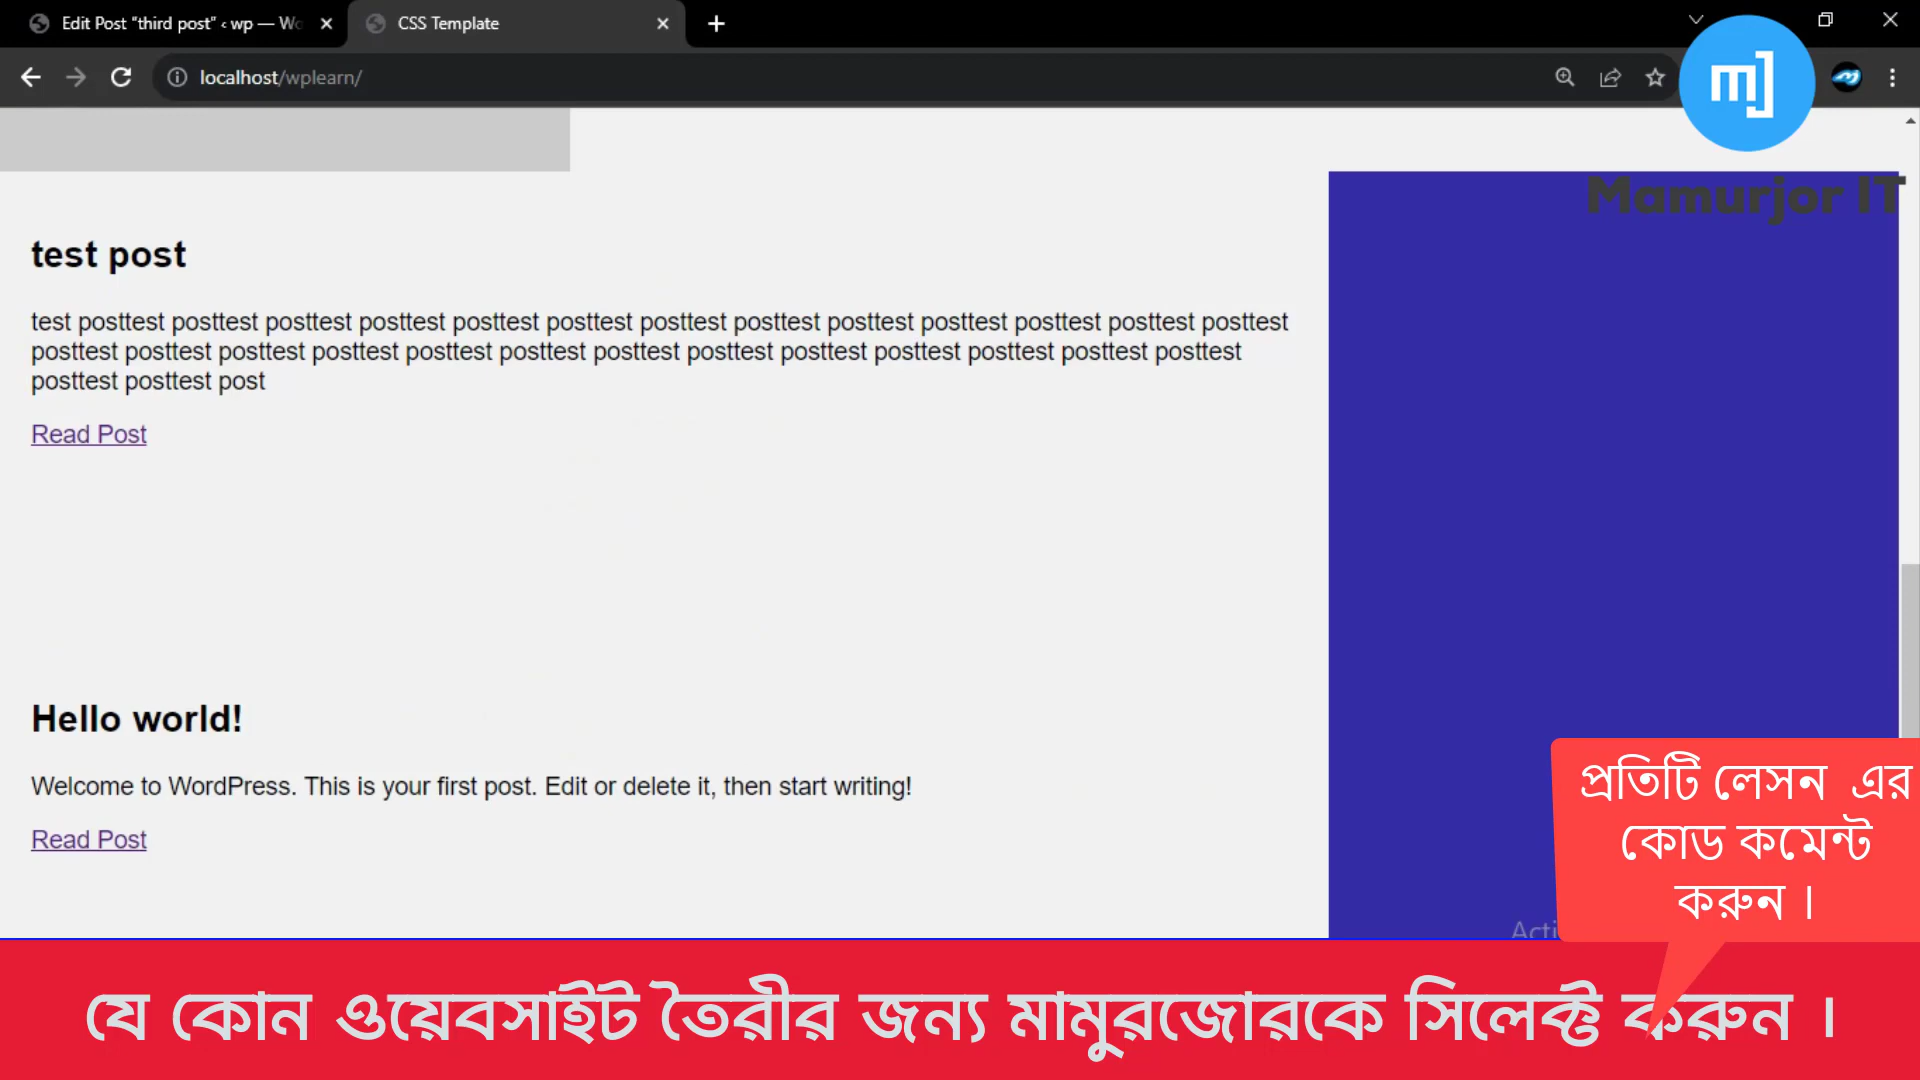 Edit Post “third post” ‹ wp — Wo
CSS Template
localhost/wplearn/
mJ
Mamurjor IT
test post
test posttest posttest posttest posttest posttest posttest posttest posttest posttest posttest posttest posttest posttest
posttest posttest posttest posttest posttest posttest posttest posttest posttest posttest posttest posttest posttest
posttest posttest post
Read Post
Hello world!
Welcome to WordPress. This is your first post. Edit or delete it, then start writing!
Read Post
প্রতিটি লেসন এর
কোড কমেন্ট
করুন ।
Acti
যে কোন ওয়েবসাইট তৈরীর জন্য মামুরজোরকে সিলেক্ট করুন ।